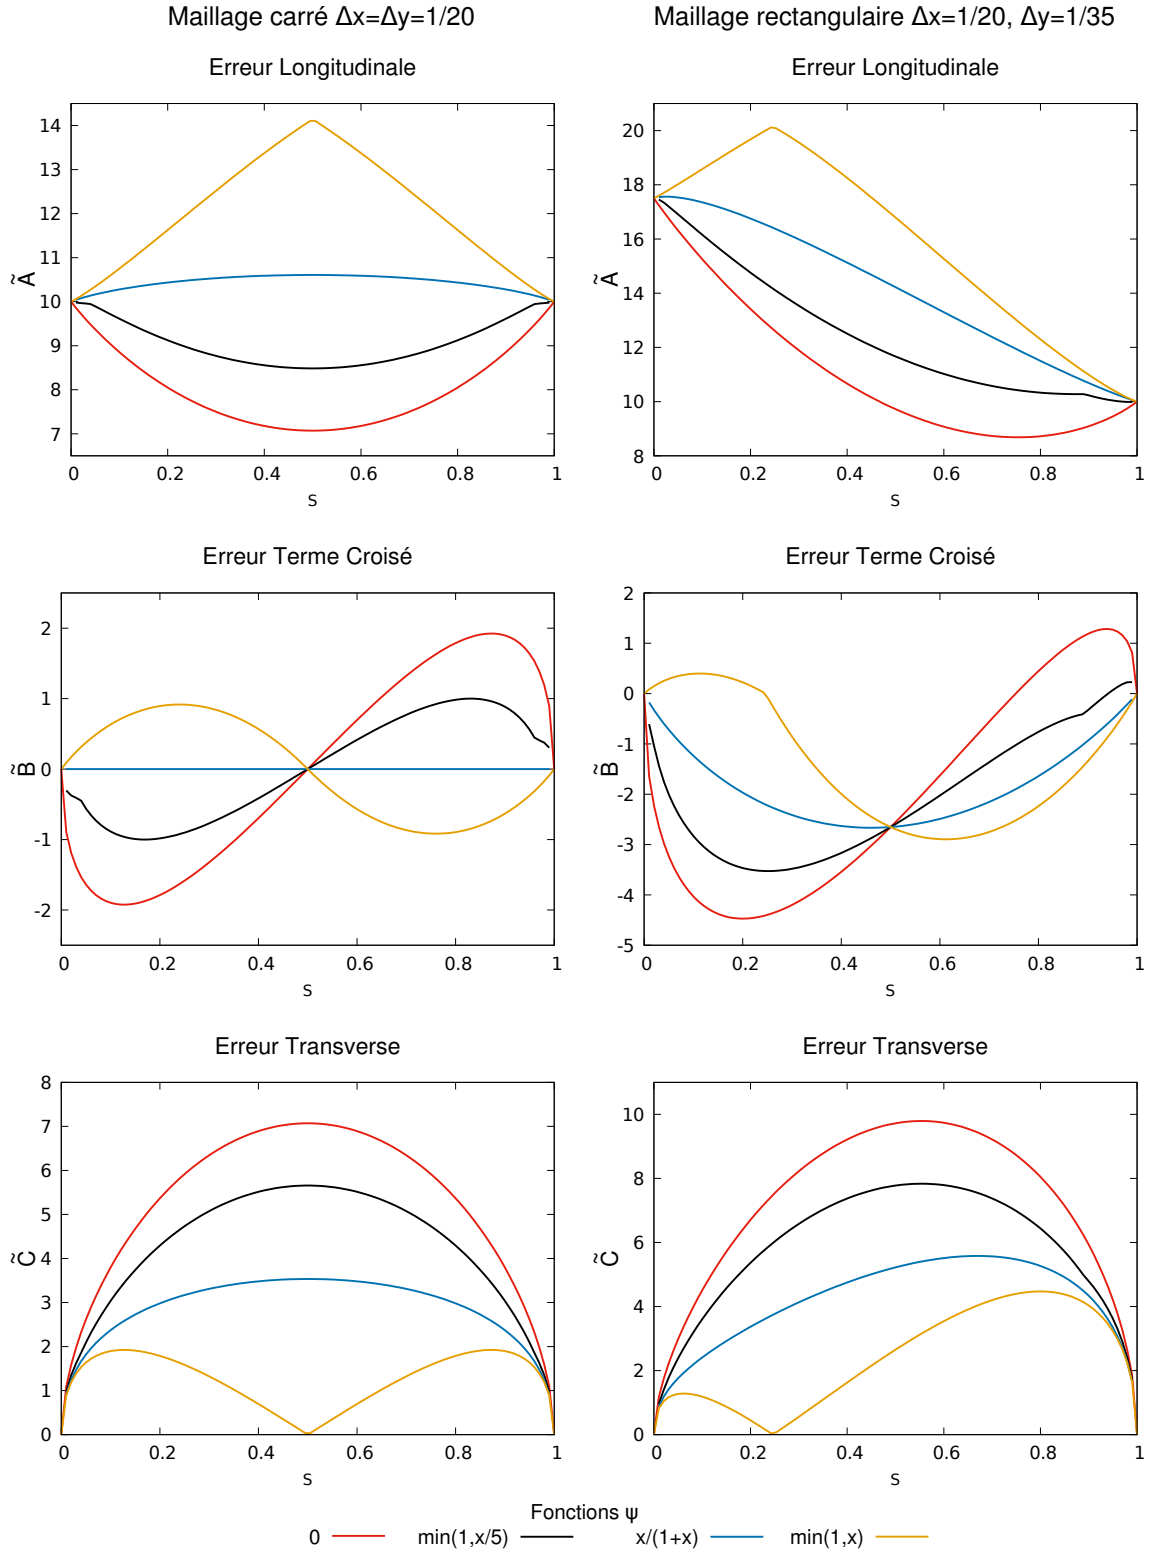 Maillage carré Δx=Δy=1/20
Maillage rectangulaire Δx=1/20, Δy=1/35
Erreur Longitudinale
Erreur Longitudinale
14
13
12
11
10
9
8
7
Ã
0 0.2 0.4 0.6 0.8 1
s
20
18
16
14
12
10
8
Ã
0 0.2 0.4 0.6 0.8 1
s
Erreur Terme Croisé
Erreur Terme Croisé
2
1
0
-1
-2
B̃
0 0.2 0.4 0.6 0.8 1
s
2
1
0
-1
-2
-3
-4
-5
B̃
0 0.2 0.4 0.6 0.8 1
s
Erreur Transverse
Erreur Transverse
8
7
6
5
4
3
2
1
0
C̃
0 0.2 0.4 0.6 0.8 1
s
10
8
6
4
2
0
C̃
0 0.2 0.4 0.6 0.8 1
s
Fonctions ψ
0 min(1,x/5) x/(1+x) min(1,x)